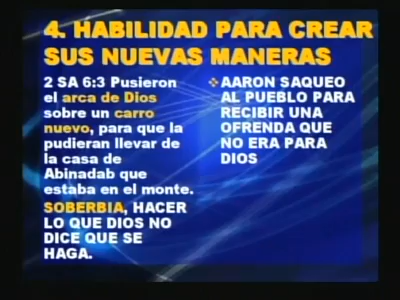 4. HABILIDAD PARA CREAR
SUS NUEVAS MANERAS
2 SA 6:3 Pusieron
el arca de Dios
sobre un carro
nuevo, para que la
pudieran llevar de
la casa de
Abinadab que
estaba en el monte.
SOBERBIA, HACER
LO QUE DIOS NO
DICE QUE SE
HAGA.
AARON SAQUEO
AL PUEBLO PARA
RECIBIR UNA
OFRENDA QUE
NO ERA PARA
DIOS